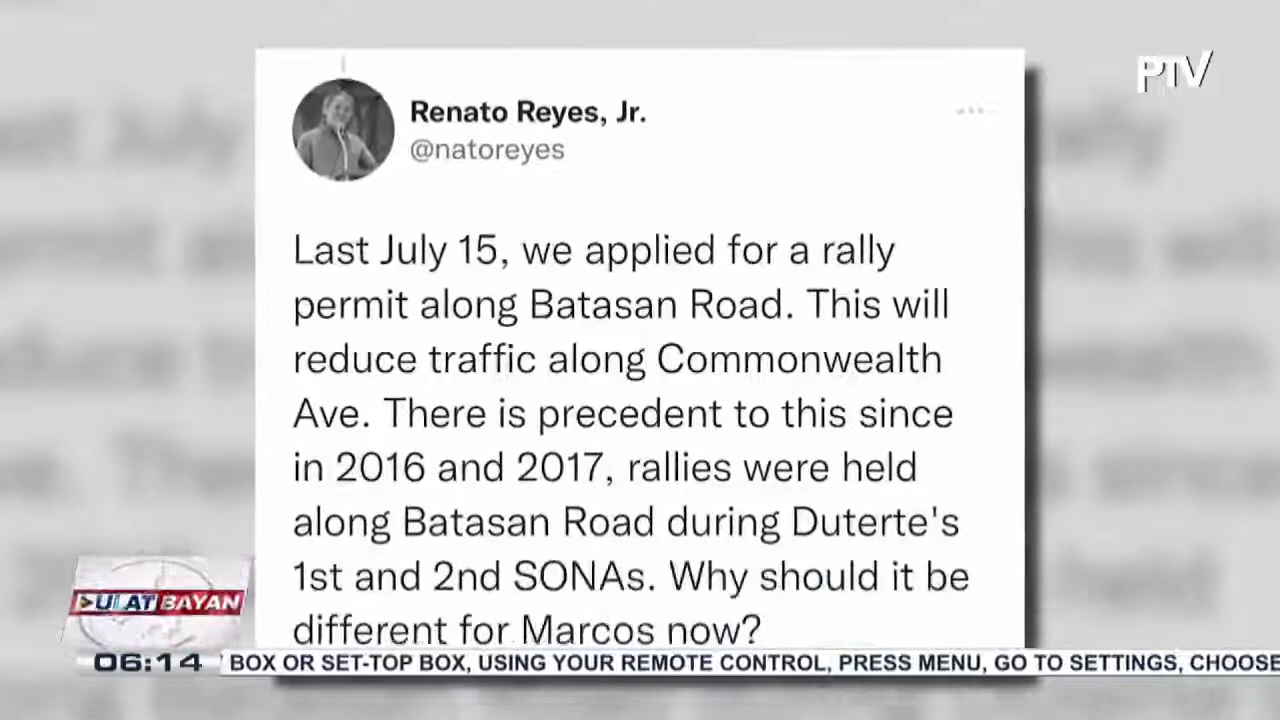 PTV
Renato Reyes, Jr.
@natoreyes
Last July 15, we applied for a rally
permit along Batasan Road. This will
reduce traffic along Commonwealth
Ave. There is precedent to this since
in 2016 and 2017, rallies were held
along Batasan Road during Duterte's
1st and 2nd SONAs. Why should it be
different for Marcos now?
ULAT BAYAN
06:14 BOX OR SET-TOP BOX, USING YOUR REMOTE CONTROL, PRESS MENU, GO TO SETTINGS, CHOOSE